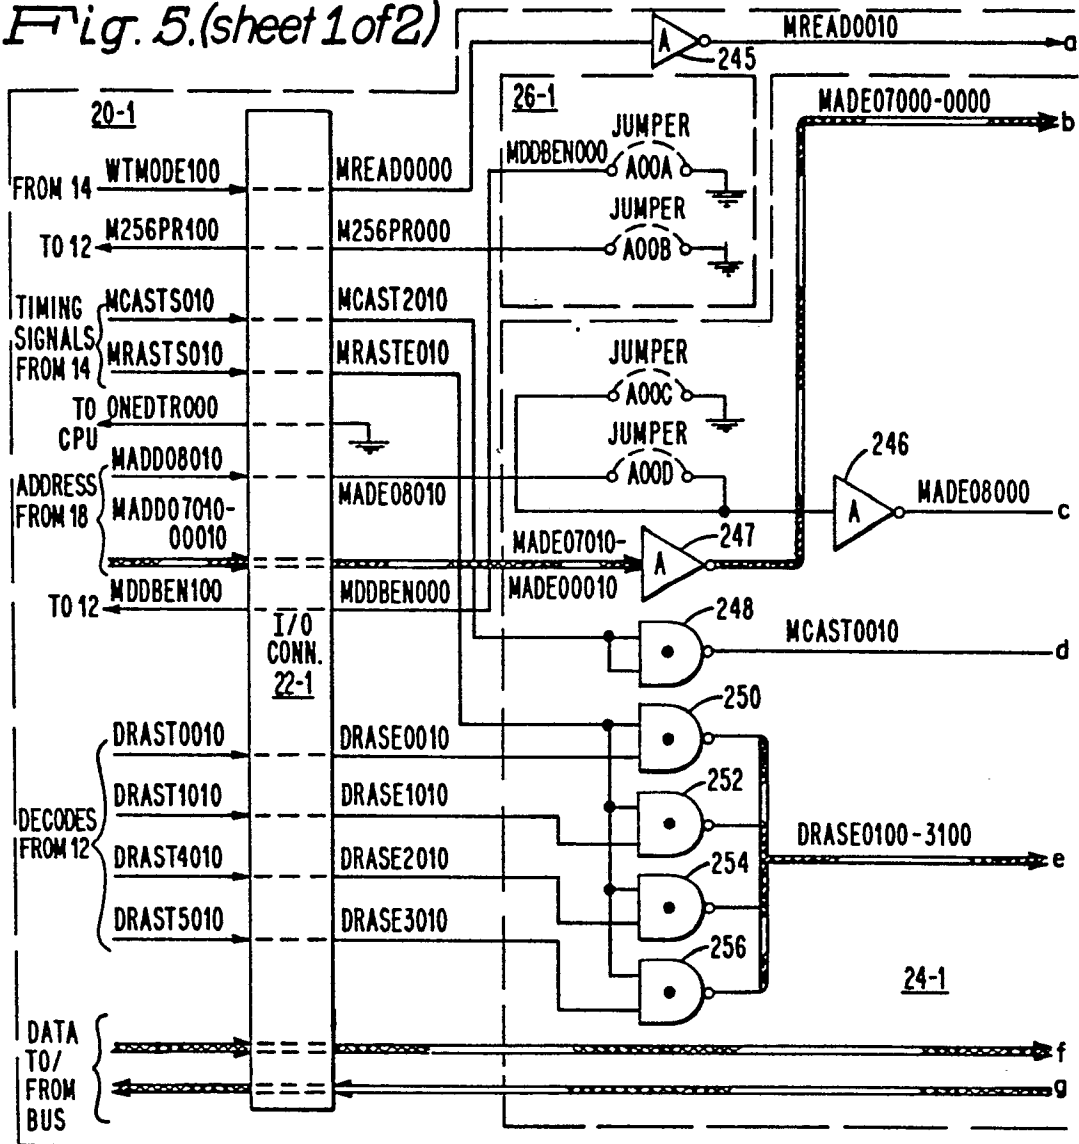 Fig. 5.(sheet 1 of 2)
MREAD0010
a
A
245
20-1
26-1
MADE07000-0000
b
JUMPER
MDDBEN000
A00A
FROM 14
WTMODE100
MREAD0000
JUMPER
A00B
TO 12
M256PR100
M256PR000
TIMING
SIGNALS
FROM 14
MCASTS010
MCAST2010
MRASTS010
MRASTE010
JUMPER
A00C
TO
CPU
ONEDTR000
JUMPER
A00D
ADDRESS
FROM 18
MADD08010
MADE08010
246
A
MADE08000
c
MADD07010-
00010
MADE07010-
MADE00010
A
247
TO 12
MDDBEN100
MDDBEN000
I/O
CONN.
22-1
248
MCAST0010
d
250
DRAST0010
DRASE0010
252
DECODES
FROM 12
DRAST1010
DRASE1010
DRASE0100-3100
e
254
DRAST4010
DRASE2010
256
DRAST5010
DRASE3010
24-1
DATA
TO/
FROM
BUS
f
g